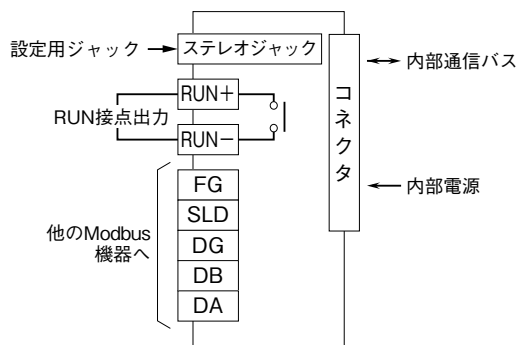 設定用ジャック
ステレオジャック
内部通信バス
RUN+
RUN接点出力
RUN−
コネクタ
内部電源
FG
SLD
DG
DB
DA
他のModbus
機器へ